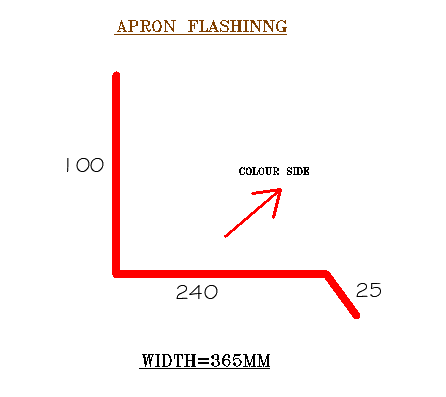 APRON FLASHINNG
100
COLOUR SIDE
240
25
WIDTH=365MM